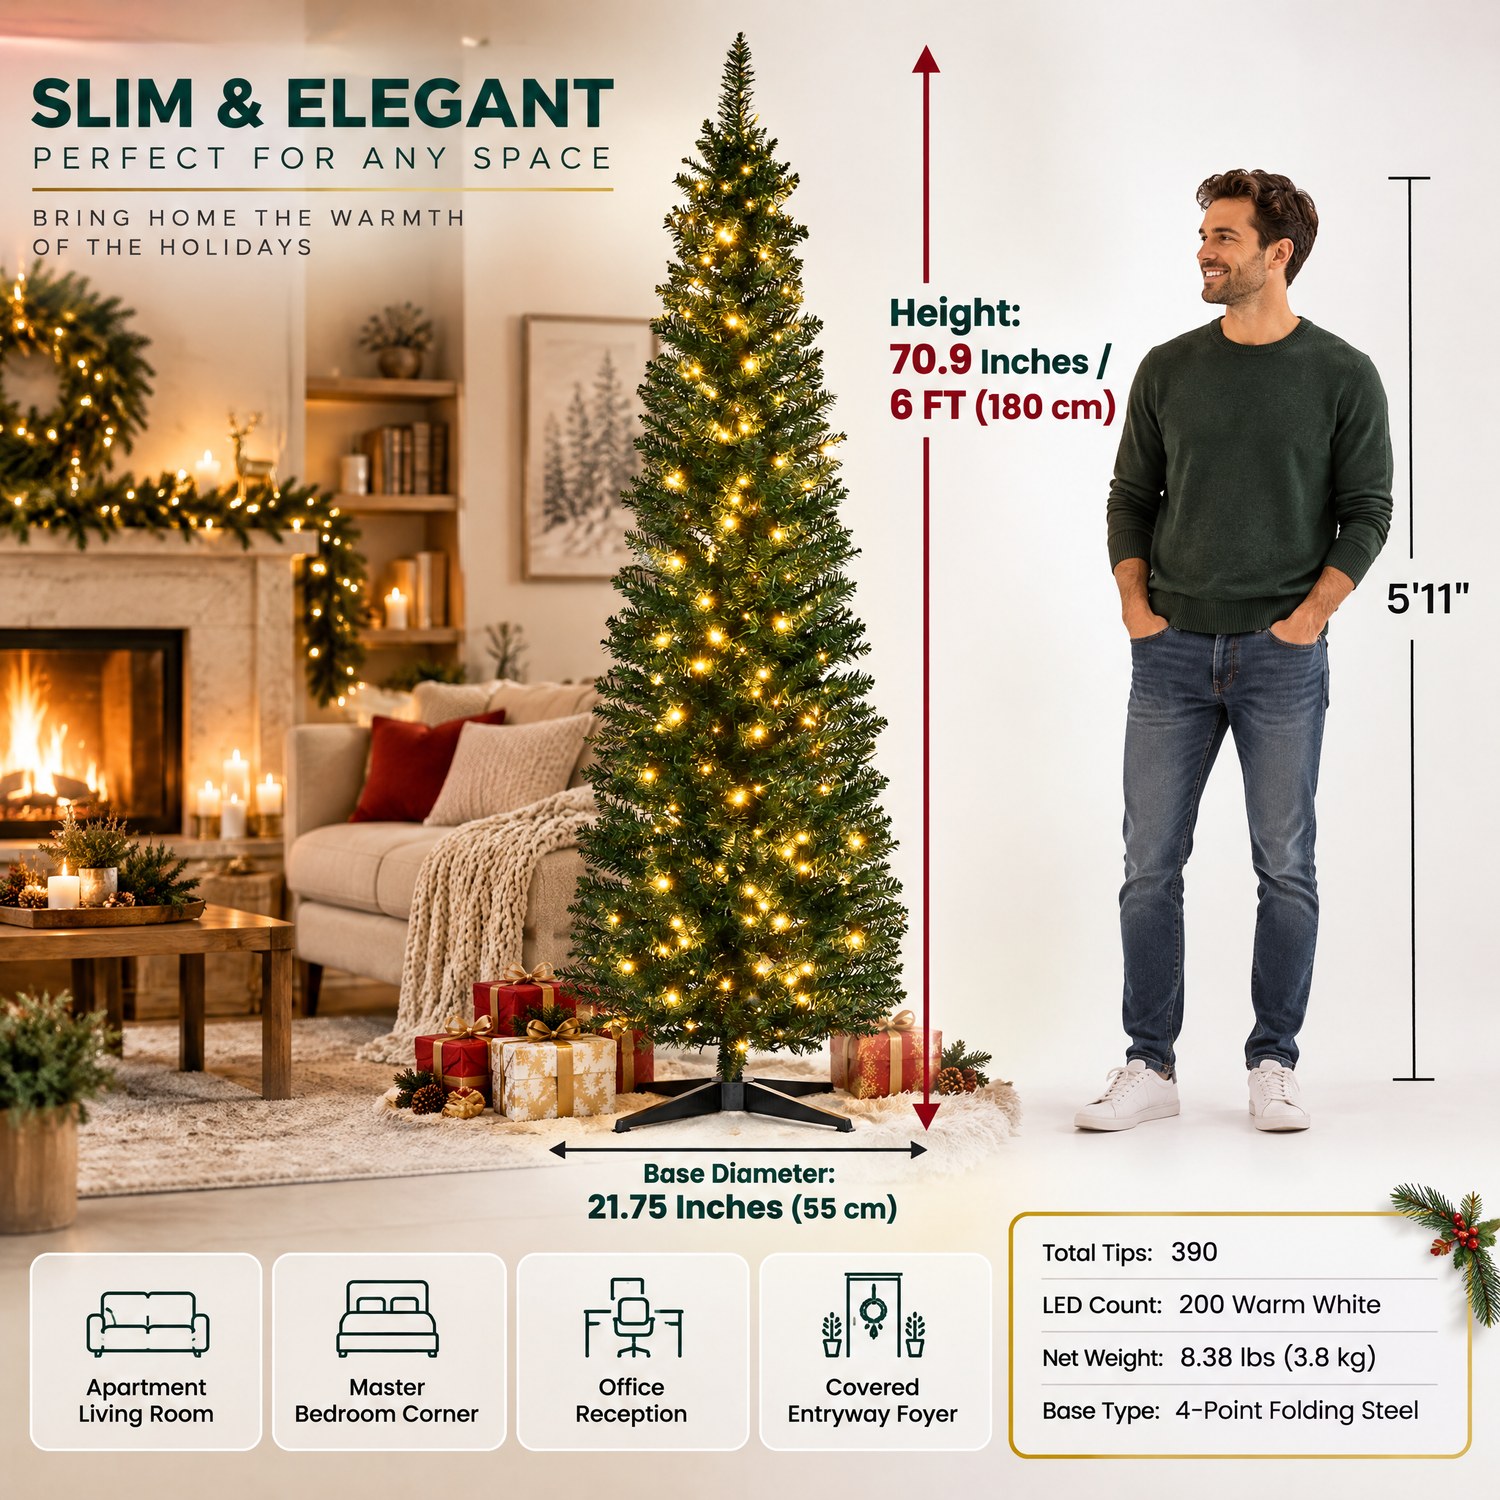 SLIM & ELEGANT
PERFECT FOR ANY SPACE
BRING HOME THE WARMTH
OF THE HOLIDAYS
Height:
70.9 Inches /
6 FT (180 cm)
5'11"
Base Diameter:
21.75 Inches (55 cm)
Apartment
Living Room
Master
Bedroom Corner
Office
Reception
Covered
Entryway Foyer
Total Tips: 390
LED Count: 200 Warm White
Net Weight: 8.38 lbs (3.8 kg)
Base Type: 4-Point Folding Steel